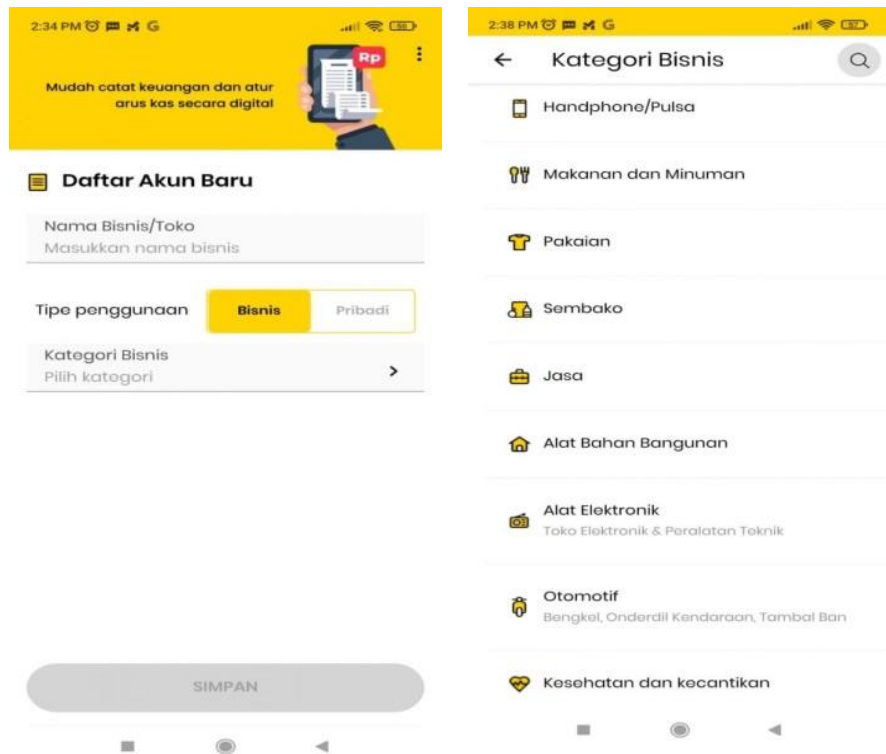 2:34 PM
G
56
Rp
Mudah catat keuangan dan atur
arus kas secara digital
Daftar Akun Baru
Nama Bisnis/Toko
Masukkan nama bisnis
Tipe penggunaan
Bisnis
Pribadi
Kategori Bisnis
Pilih kategori
SIMPAN
2:38 PM
G
57
Kategori Bisnis
Handphone/Pulsa
Makanan dan Minuman
Pakaian
Sembako
Jasa
Alat Bahan Bangunan
Alat Elektronik
Toko Elektronik & Peralatan Teknik
Otomotif
Bengkel, Onderdil Kendaraan, Tambal Ban
Kesehatan dan kecantikan